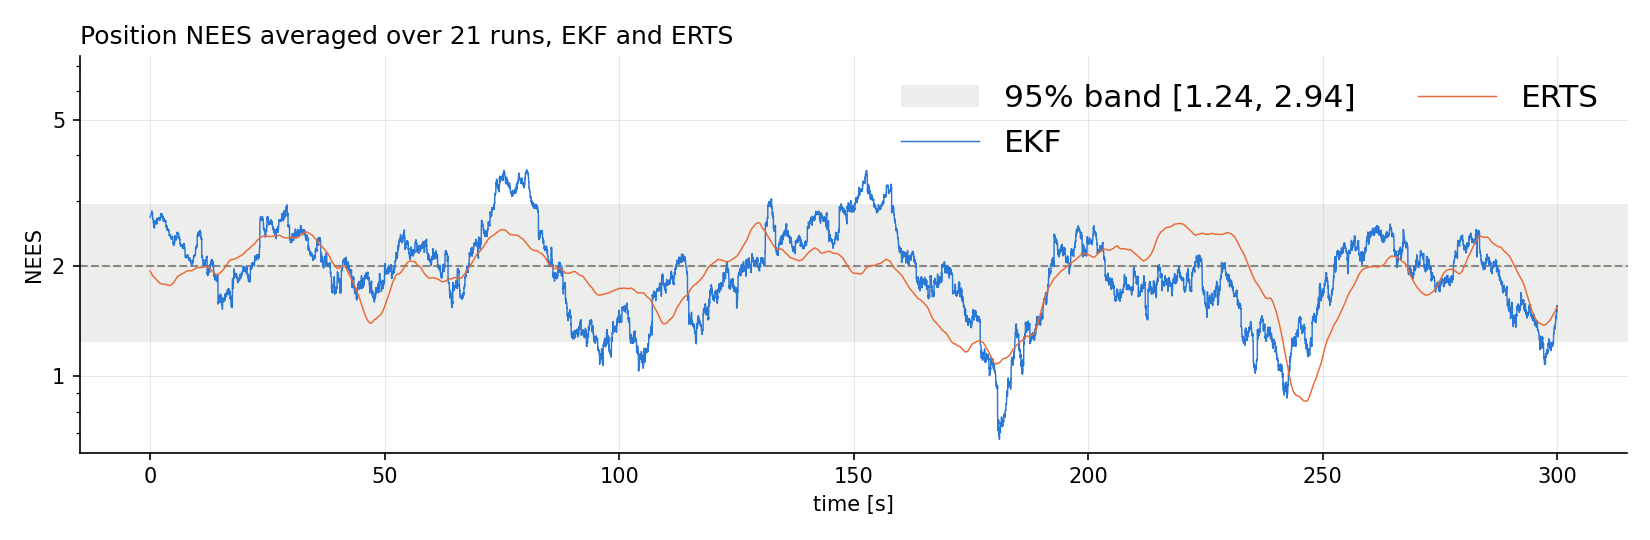 Position NEES averaged over 21 runs, EKF and ERTS
95% band [1.24, 2.94]
EKF
ERTS
NEES
5
2
1
0 50 100 150 200 250 300
time [s]